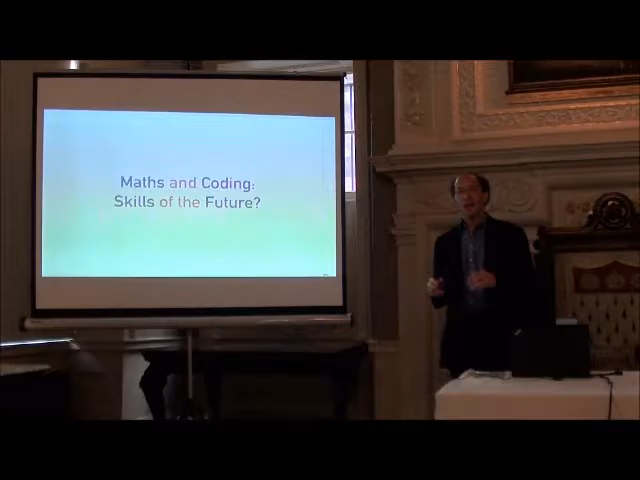 Maths and Coding:
Skills of the Future?